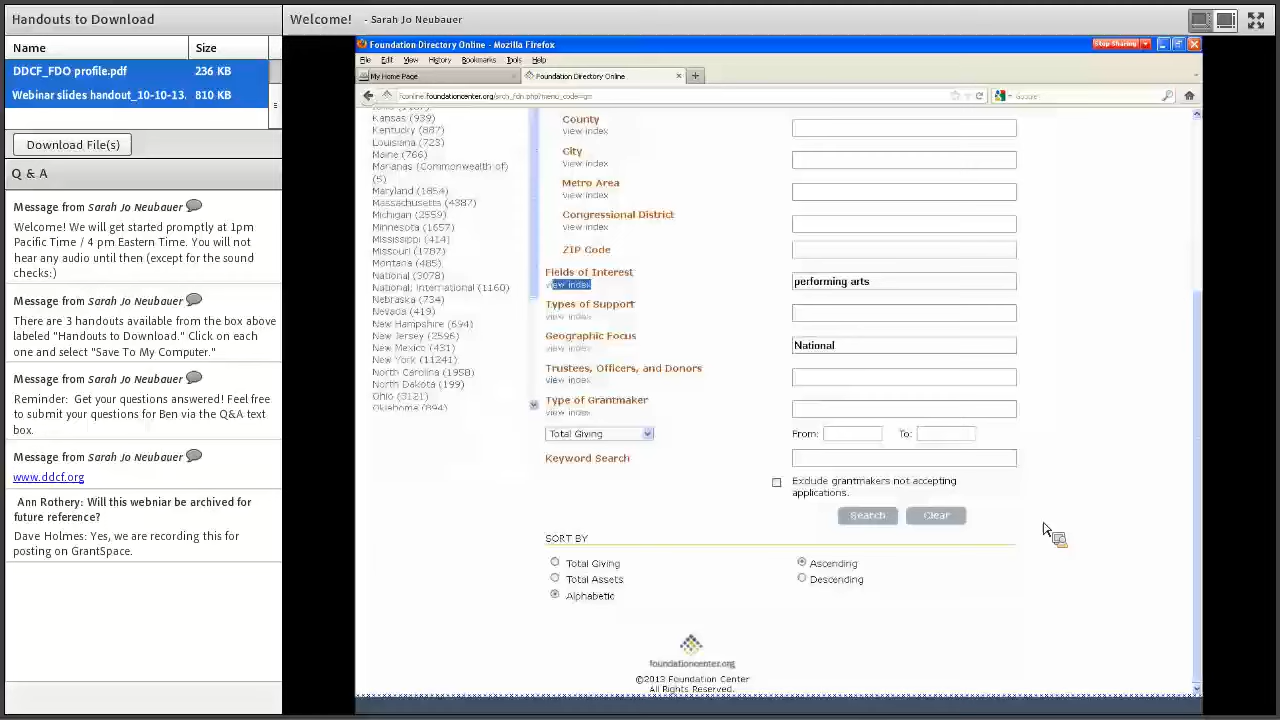 Handouts to Download
Name
Size
DDCF_FDO profile.pdf
236 KB
Webinar slides handout_10-10-13.
810 KB
Download File(s)
Q & A
Message from Sarah Jo Neubauer
Welcome! We will get started promptly at 1pm
Pacific Time / 4 pm Eastern Time. You will not
hear any audio until then (except for the sound
checks:)
Message from Sarah Jo Neubauer
There are 3 handouts available from the box above
labeled "Handouts to Download." Click on each
one and select "Save To My Computer."
Message from Sarah Jo Neubauer
Reminder: Get your questions answered! Feel free
to submit your questions for Ben via the Q&A text
box.
Message from Sarah Jo Neubauer
www.ddcf.org
Ann Rothery: Will this webniar be archived for
future reference?
Dave Holmes: Yes, we are recording this for
posting on GrantSpace.
Welcome! - Sarah Jo Neubauer
Foundation Directory Online - Mozilla Firefox
Stop Sharing
File Edit View History Bookmarks Tools Help
My Home Page
Foundation Directory Online
fconline.foundationcenter.org/srch_fdn.php?menu_code=gm
Google
Kansas (939)
Kentucky (887)
Louisiana (723)
Maine (766)
Marianas (Commonwealth of)
(5)
Maryland (1854)
Massachusetts (4387)
Michigan (2559)
Minnesota (1657)
Mississippi (414)
Missouri (1787)
Montana (485)
National (3078)
National; International (1160)
Nebraska (734)
Nevada (419)
New Hampshire (694)
New Jersey (2596)
New Mexico (431)
New York (11241)
North Carolina (1958)
North Dakota (199)
Ohio (3121)
Oklahoma (894)
County
view index
City
view index
Metro Area
view index
Congressional District
view index
ZIP Code
Fields of Interest
view index
performing arts
Types of Support
view index
Geographic Focus
view index
National
Trustees, Officers, and Donors
view index
Type of Grantmaker
view index
Total Giving
From:
To:
Keyword Search
Exclude grantmakers not accepting
applications.
Search
Clear
SORT BY
Total Giving
Total Assets
Alphabetic
Ascending
Descending
foundationcenter.org
©2013 Foundation Center
All Rights Reserved.